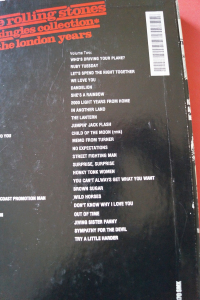 rolling stones
singles collection*
the london years
Volume Two:
WHO'S DRIVING YOUR PLANE?
RUBY TUESDAY
LET'S SPEND THE NIGHT TOGETHER
WE LOVE YOU
DANDELION
SHE'S A RAINBOW
2000 LIGHT YEARS FROM HOME
IN ANOTHER LAND
THE LANTERN
JUMPIN' JACK FLASH
CHILD OF THE MOON (rmk)
MEMO FROM TURNER
NO EXPECTATIONS
STREET FIGHTING MAN
SURPRISE, SURPRISE
HONKY TONK WOMEN
YOU CAN'T ALWAYS GET WHAT YOU WANT
BROWN SUGAR
WILD HORSES
DON'T KNOW WHY I LOVE YOU
OUT OF TIME
JIVING SISTER FANNY
SYMPATHY FOR THE DEVIL
TRY A LITTLE HARDER
YOU
COAST PROMOTION MAN